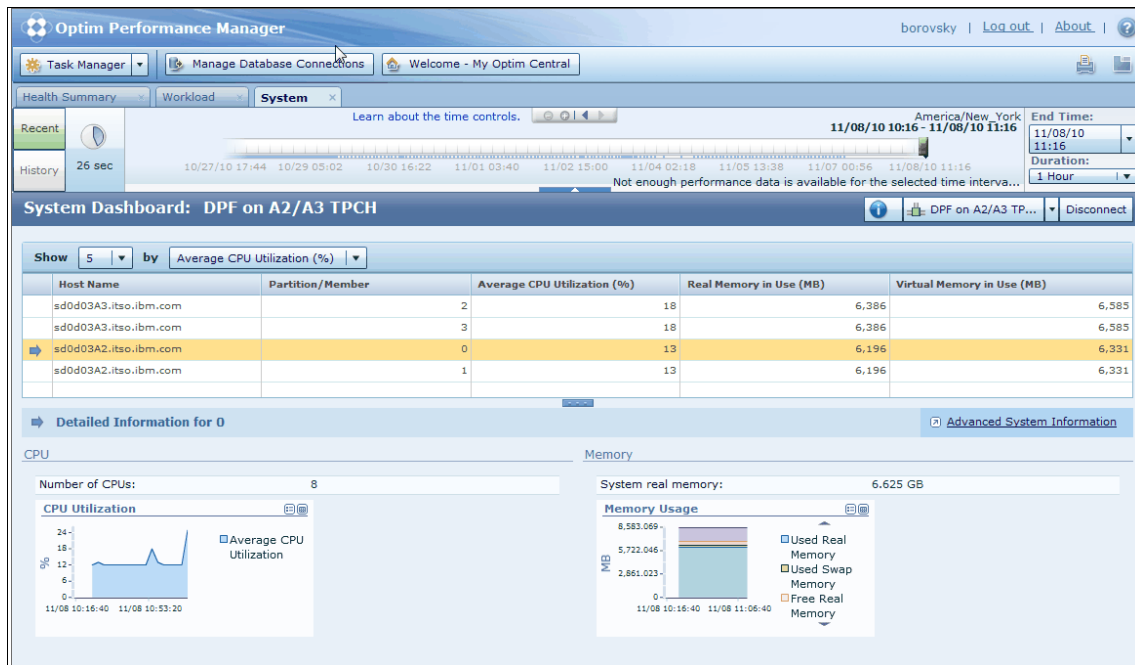 Optim Performance Manager
borovsky | Log out | About | ?
Task Manager
Manage Database Connections
Welcome - My Optim Central
Health Summary
Workload
System
Recent
History
26 sec
Learn about the time controls.
America/New_York
11/08/10 10:16 - 11/08/10 11:16
10/27/10 17:44 10/29 05:02 10/30 16:22 11/01 03:40 11/02 15:00 11/04 02:18 11/05 13:38 11/07 00:56 11/08/10 11:16
Not enough performance data is available for the selected time interva...
End Time:
11/08/10
11:16
Duration:
1 Hour
System Dashboard: DPF on A2/A3 TPCH
DPF on A2/A3 TP...
Disconnect
Show 5 by Average CPU Utilization (%)
Host Name Partition/Member Average CPU Utilization (%) Real Memory in Use (MB) Virtual Memory in Use (MB)
sd0d03A3.itso.ibm.com 2 18 6,386 6,585
sd0d03A3.itso.ibm.com 3 18 6,386 6,585
sd0d03A2.itso.ibm.com 0 13 6,196 6,331
sd0d03A2.itso.ibm.com 1 13 6,196 6,331
Detailed Information for 0
Advanced System Information
CPU
Number of CPUs: 8
CPU Utilization
24
18
12
6
0
%
11/08 10:16:40 11/08 10:53:20
Average CPU
Utilization
Memory
System real memory: 6.625 GB
Memory Usage
8,583.069
5,722.046
2,861.023
0
MB
11/08 10:16:40 11/08 11:06:40
Used Real
Memory
Used Swap
Memory
Free Real
Memory